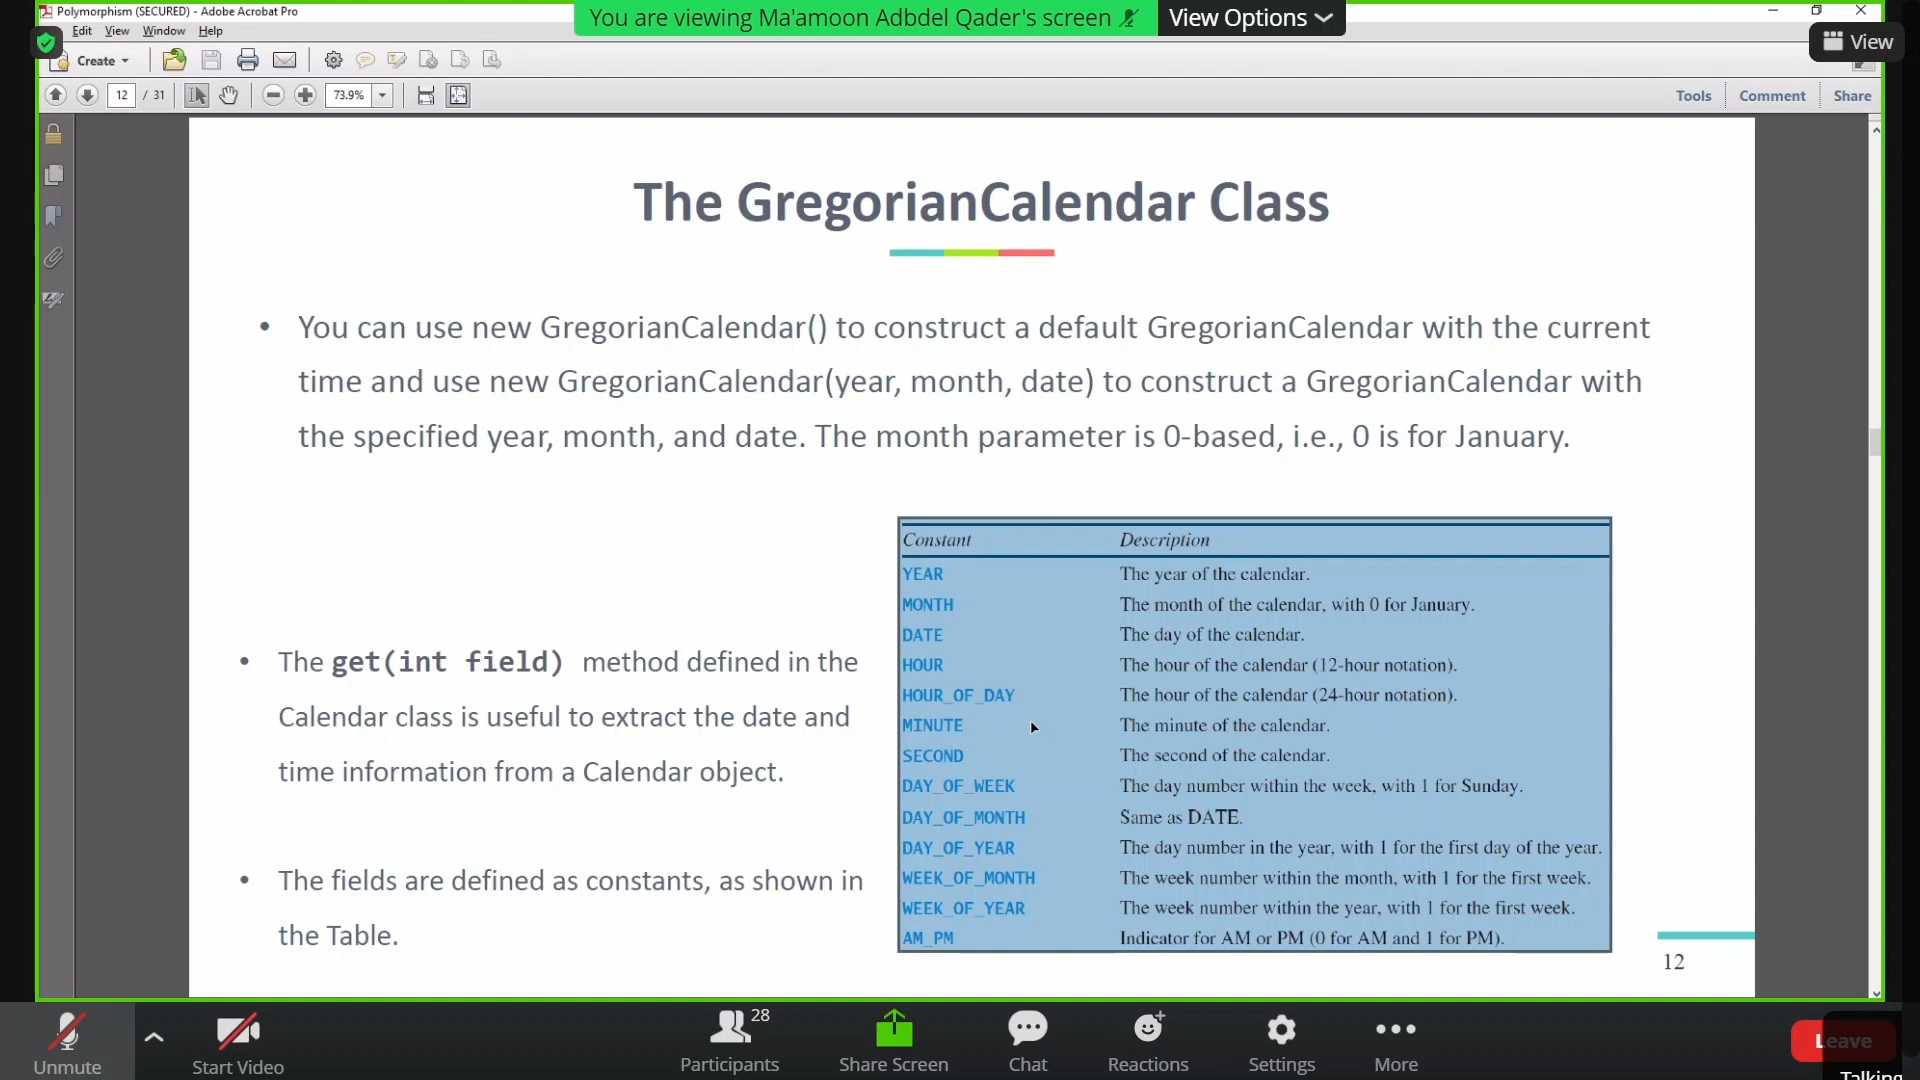 Polymorphism (SECURED) - Adobe Acrobat Pro
You are viewing Ma'amoon Adbdel Qader's screen
View Options
Edit View Window Help
View
Create
12 / 31
73.9%
Tools Comment Share
The GregorianCalendar Class
• You can use new GregorianCalendar() to construct a default GregorianCalendar with the current
time and use new GregorianCalendar(year, month, date) to construct a GregorianCalendar with
the specified year, month, and date. The month parameter is 0-based, i.e., 0 is for January.
• The get(int field) method defined in the
Calendar class is useful to extract the date and
time information from a Calendar object.
• The fields are defined as constants, as shown in
the Table.
Constant Description
YEAR The year of the calendar.
MONTH The month of the calendar, with 0 for January.
DATE The day of the calendar.
HOUR The hour of the calendar (12-hour notation).
HOUR_OF_DAY The hour of the calendar (24-hour notation).
MINUTE The minute of the calendar.
SECOND The second of the calendar.
DAY_OF_WEEK The day number within the week, with 1 for Sunday.
DAY_OF_MONTH Same as DATE.
DAY_OF_YEAR The day number in the year, with 1 for the first day of the year.
WEEK_OF_MONTH The week number within the month, with 1 for the first week.
WEEK_OF_YEAR The week number within the year, with 1 for the first week.
AM_PM Indicator for AM or PM (0 for AM and 1 for PM).
12
28
Unmute
Start Video
Participants
Share Screen
Chat
Reactions
Settings
More
Leave
Talking